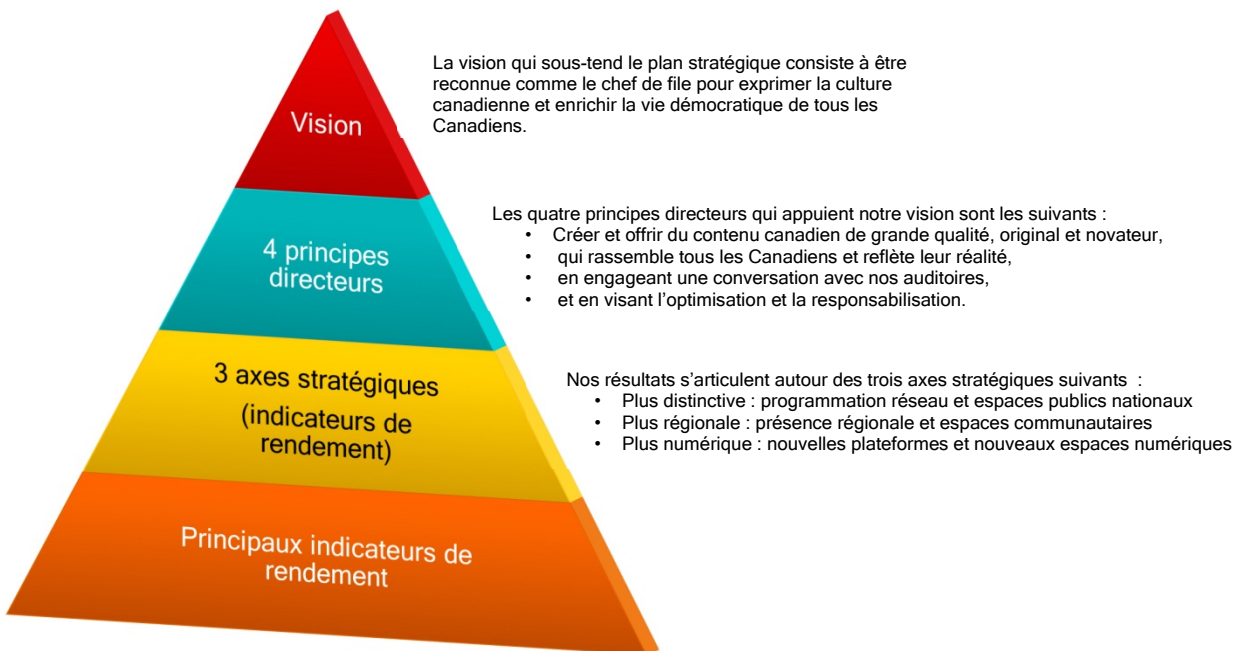 La vision qui sous-tend le plan stratégique consiste à être
reconnue comme le chef de file pour exprimer la culture
canadienne et enrichir la vie démocratique de tous les
Canadiens.
Vision
Les quatre principes directeurs qui appuient notre vision sont les suivants :
• Créer et offrir du contenu canadien de grande qualité, original et novateur,
• qui rassemble tous les Canadiens et reflète leur réalité,
• en engageant une conversation avec nos auditoires,
• et en visant l’optimisation et la responsabilisation.
4 principes
directeurs
Nos résultats s’articulent autour des trois axes stratégiques suivants :
• Plus distinctive : programmation réseau et espaces publics nationaux
• Plus régionale : présence régionale et espaces communautaires
• Plus numérique : nouvelles plateformes et nouveaux espaces numériques
3 axes stratégiques
(indicateurs de
rendement)
Principaux indicateurs de
rendement